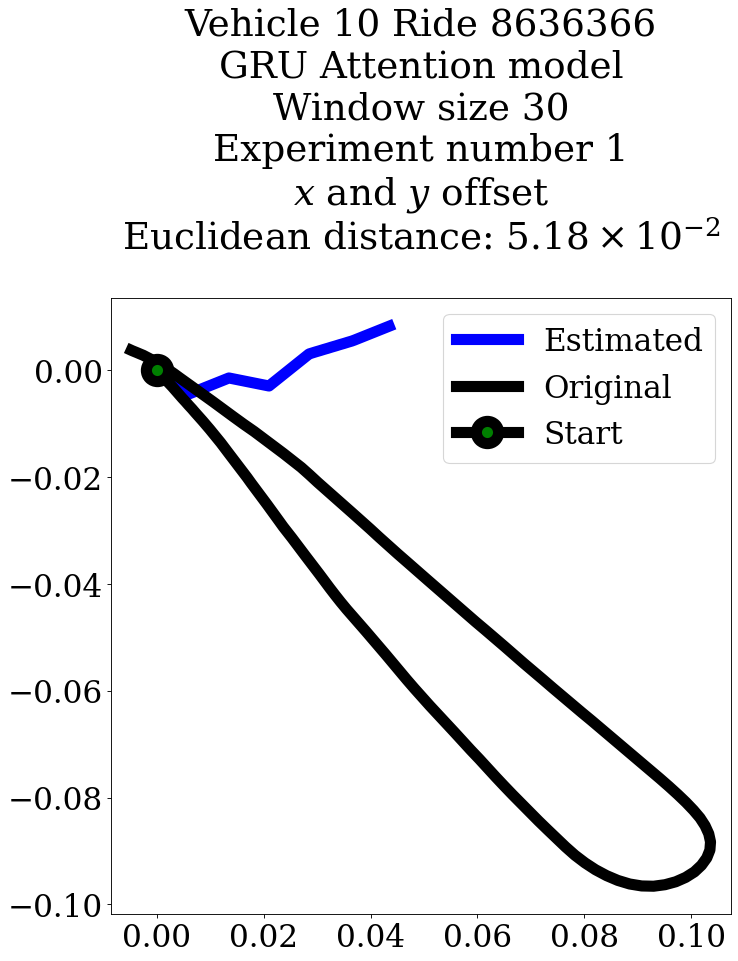 Vehicle 10 Ride 8636366
GRU Attention model
Window size 30
Experiment number 1
x and y offset
Euclidean distance: 5.18 × 10⁻²
Estimated
Original
Start
0.00
−0.02
−0.04
−0.06
−0.08
−0.10
0.00 0.02 0.04 0.06 0.08 0.10